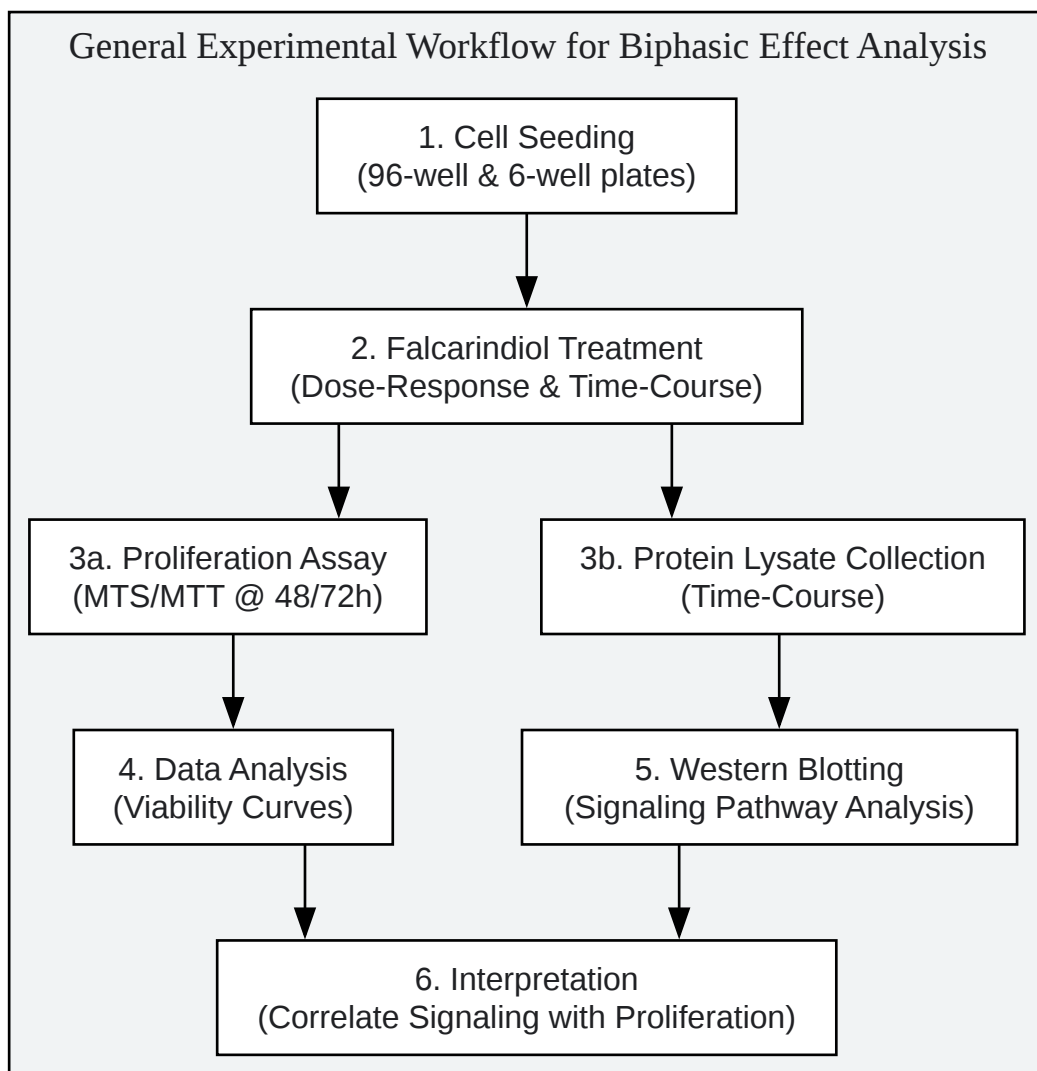 General Experimental Workflow for Biphasic Effect Analysis
1. Cell Seeding
(96-well & 6-well plates)
2. Falcarindiol Treatment
(Dose-Response & Time-Course)
3a. Proliferation Assay
(MTS/MTT @ 48/72h)
3b. Protein Lysate Collection
(Time-Course)
4. Data Analysis
(Viability Curves)
5. Western Blotting
(Signaling Pathway Analysis)
6. Interpretation
(Correlate Signaling with Proliferation)